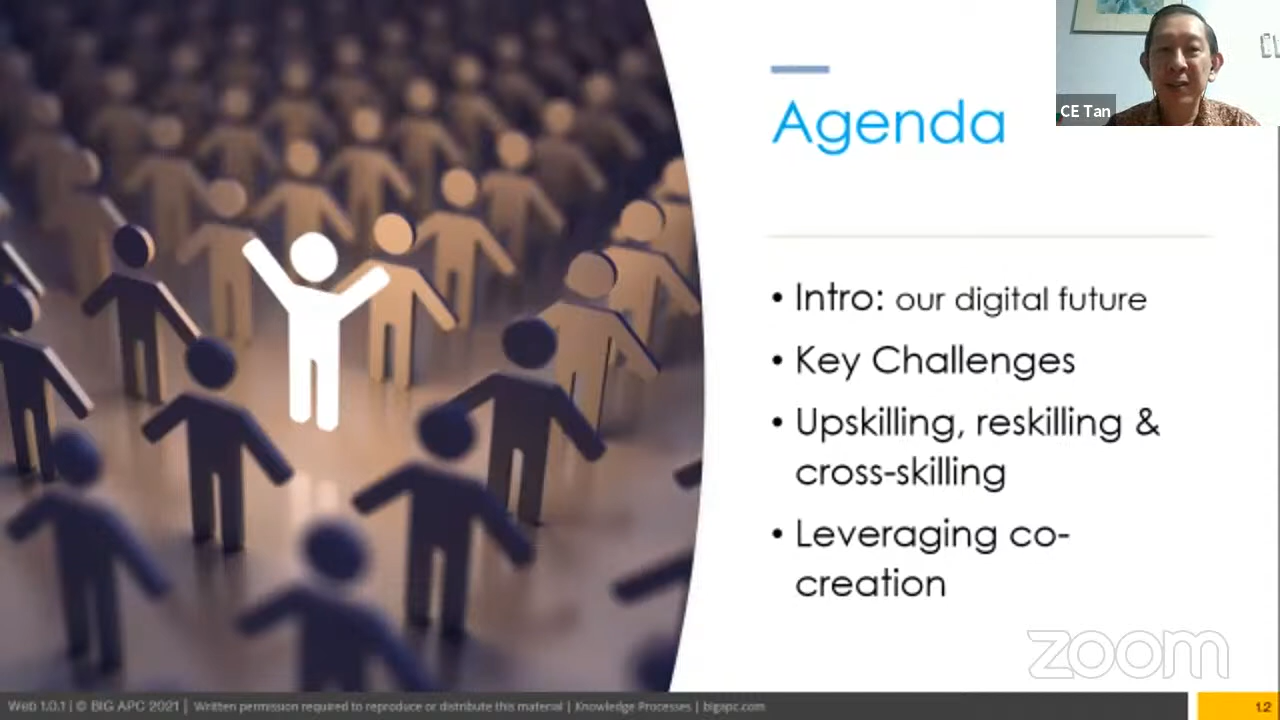 Agenda
CE Tan
• Intro: our digital future
• Key Challenges
• Upskilling, reskilling &
cross-skilling
• Leveraging co-
creation
zoom
Web 1.0.1 | © BIG APC 2021 | Written permission required to reproduce or distribute this material | Knowledge Processes | bigapc.com
12